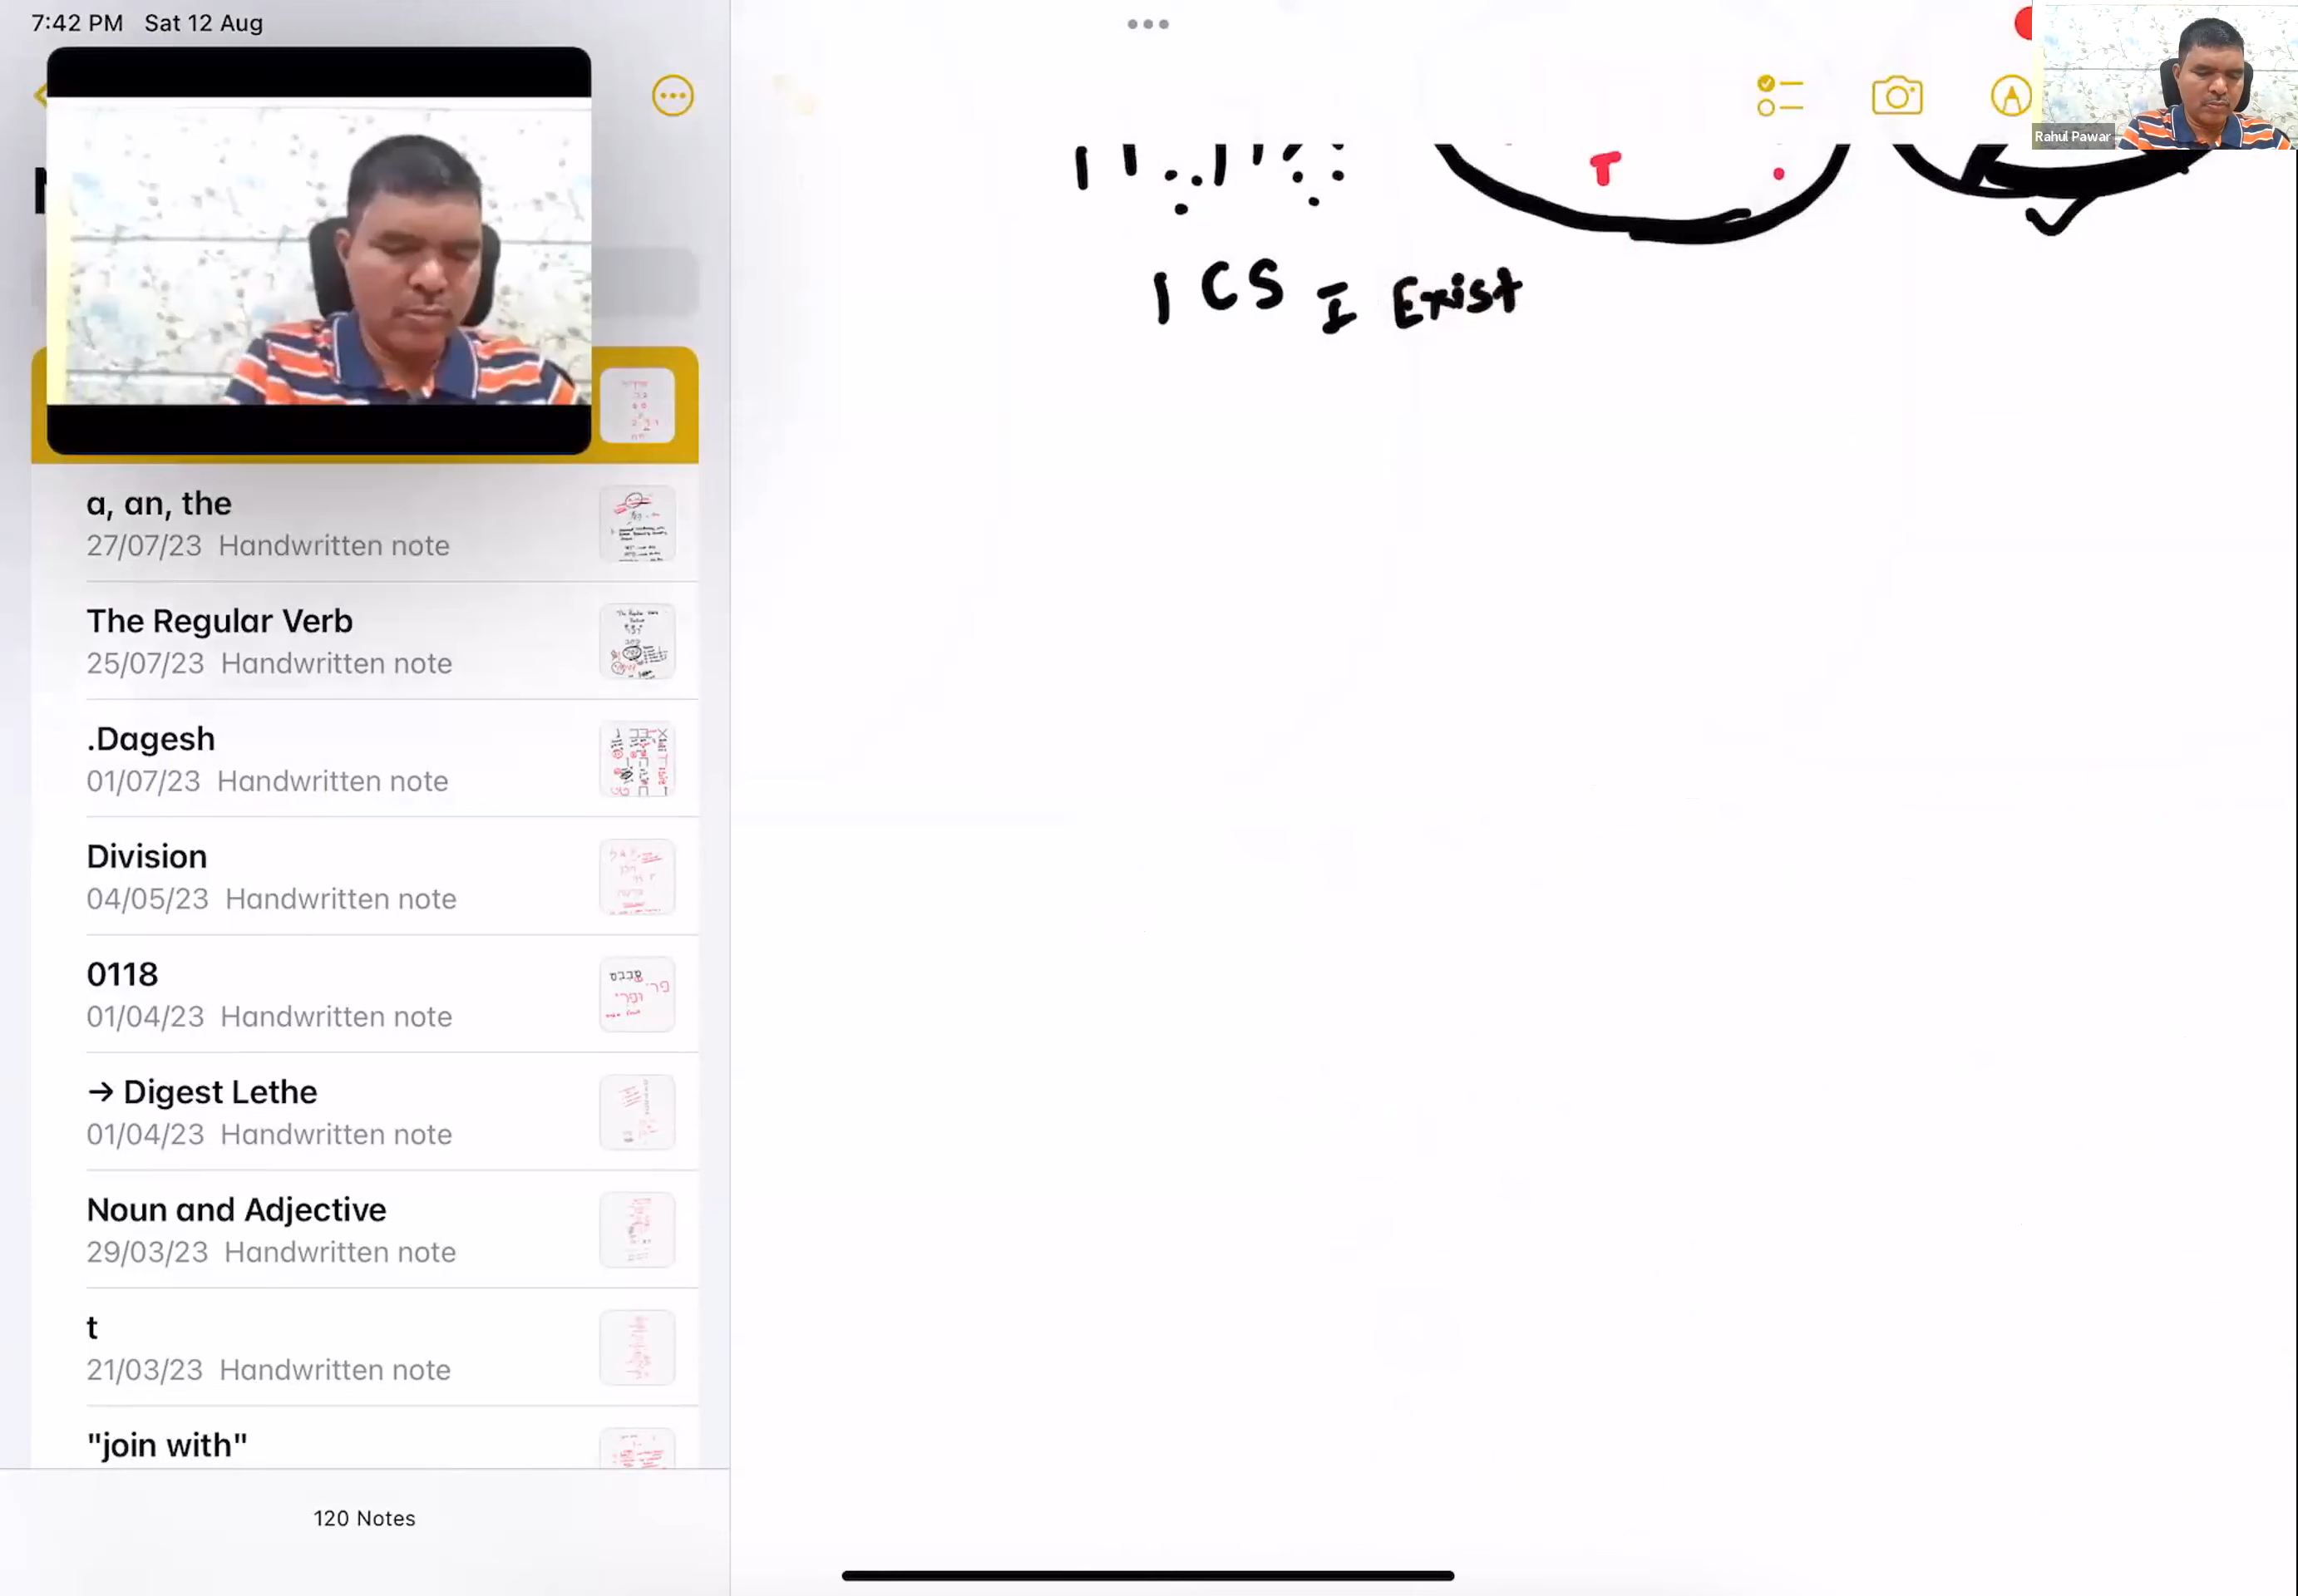 7:42 PM Sat 12 Aug
Rahul Pawar
1CS I Exist
a, an, the
27/07/23 Handwritten note
The Regular Verb
25/07/23 Handwritten note
.Dagesh
01/07/23 Handwritten note
Division
04/05/23 Handwritten note
0118
01/04/23 Handwritten note
→ Digest Lethe
01/04/23 Handwritten note
Noun and Adjective
29/03/23 Handwritten note
t
21/03/23 Handwritten note
"join with"
120 Notes